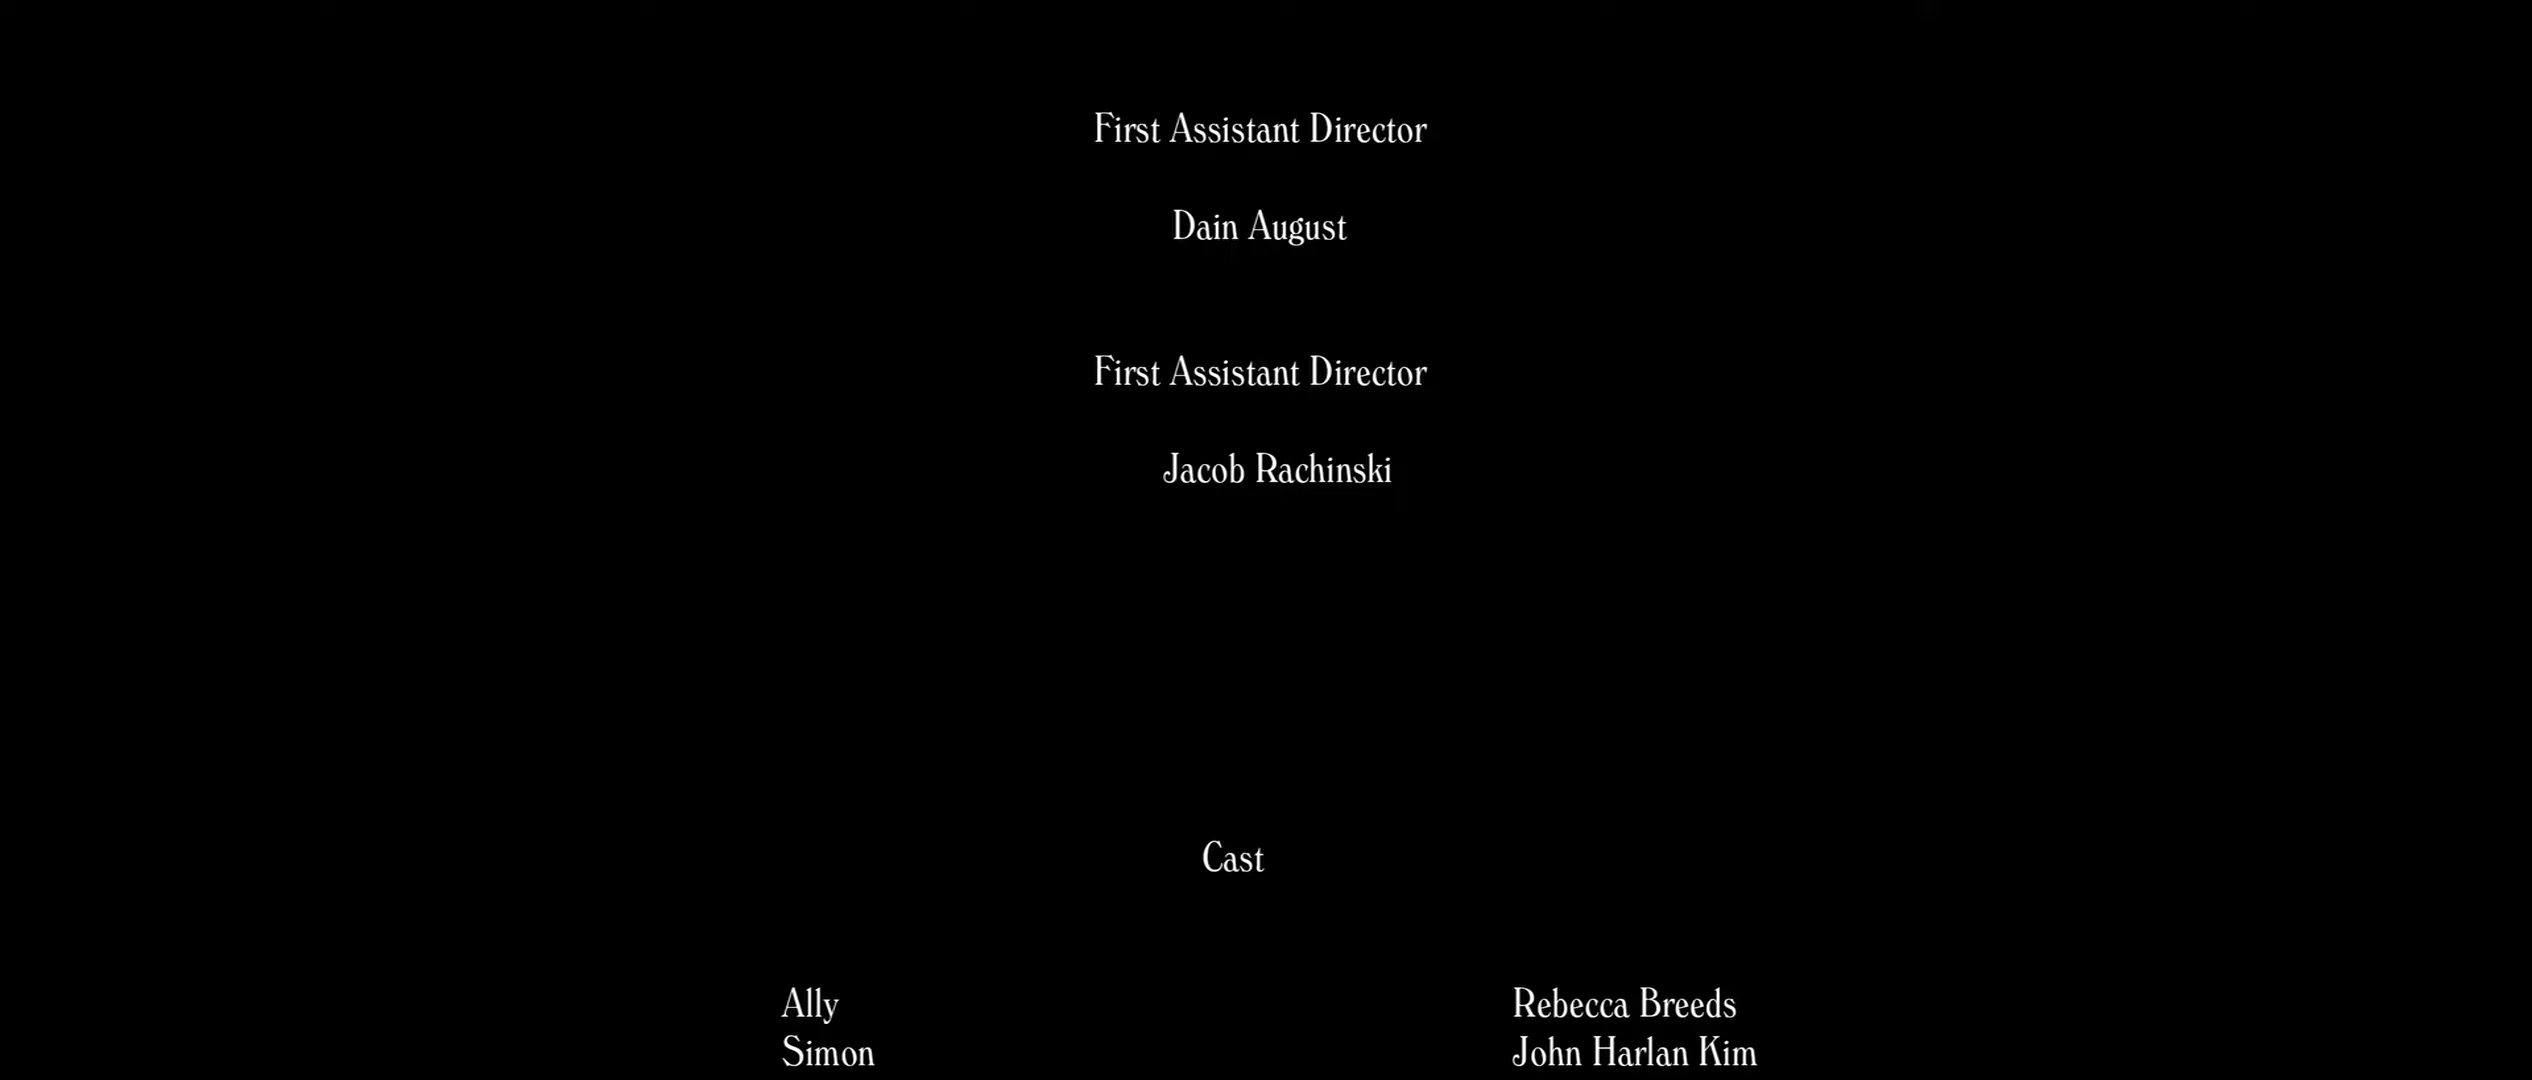 First Assistant Director
Dain August
First Assistant Director
Jacob Rachinski
Cast
Ally Rebecca Breeds
Simon John Harlan Kim